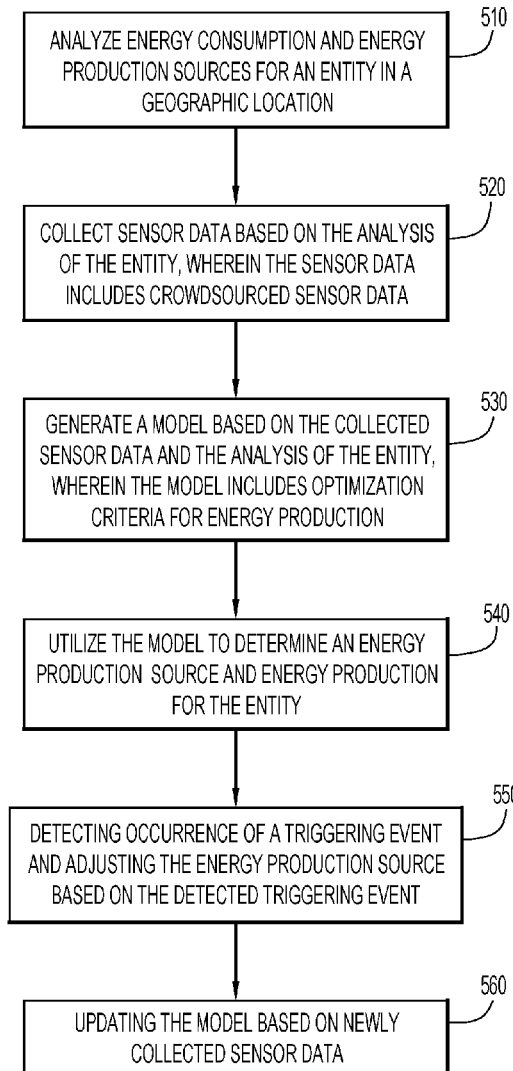 510
ANALYZE ENERGY CONSUMPTION AND ENERGY
PRODUCTION SOURCES FOR AN ENTITY IN A
GEOGRAPHIC LOCATION
520
COLLECT SENSOR DATA BASED ON THE ANALYSIS
OF THE ENTITY, WHEREIN THE SENSOR DATA
INCLUDES CROWDSOURCED SENSOR DATA
530
GENERATE A MODEL BASED ON THE COLLECTED
SENSOR DATA AND THE ANALYSIS OF THE ENTITY,
WHEREIN THE MODEL INCLUDES OPTIMIZATION
CRITERIA FOR ENERGY PRODUCTION
540
UTILIZE THE MODEL TO DETERMINE AN ENERGY
PRODUCTION SOURCE AND ENERGY PRODUCTION
FOR THE ENTITY
550
DETECTING OCCURRENCE OF A TRIGGERING EVENT
AND ADJUSTING THE ENERGY PRODUCTION SOURCE
BASED ON THE DETECTED TRIGGERING EVENT
560
UPDATING THE MODEL BASED ON NEWLY
COLLECTED SENSOR DATA